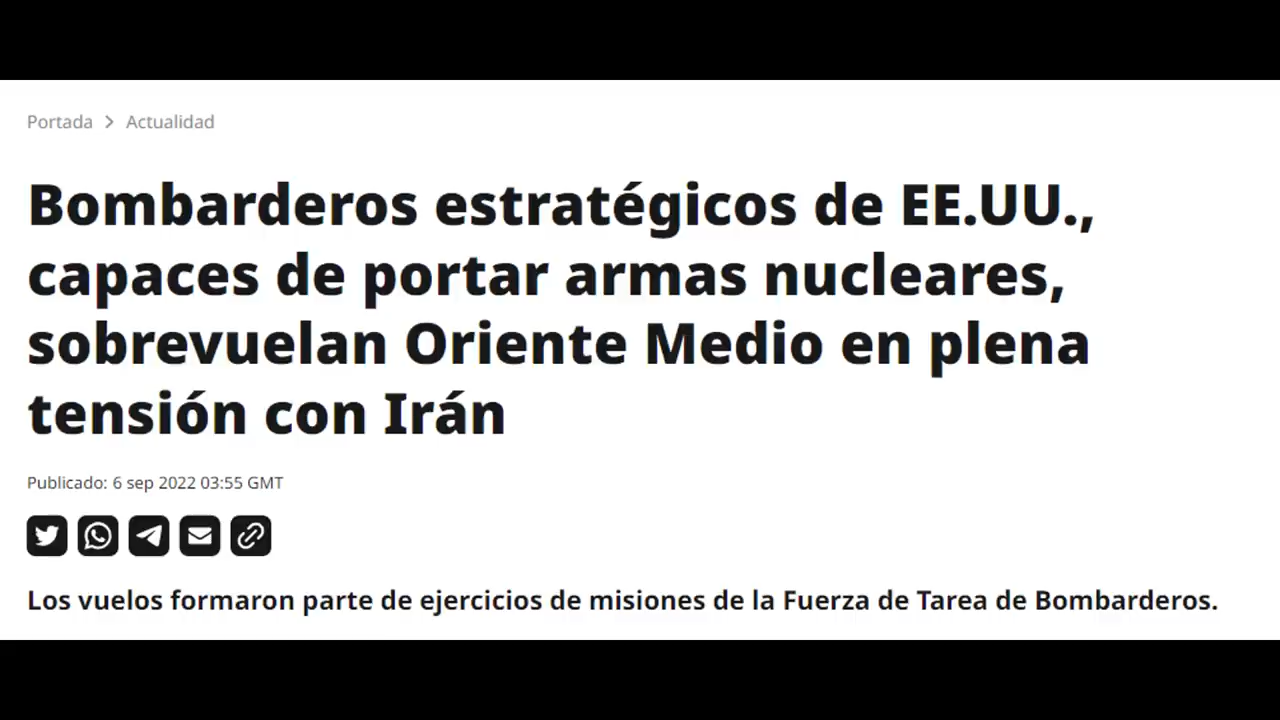 Portada > Actualidad
Bombarderos estratégicos de EE.UU.,
capaces de portar armas nucleares,
sobrevuelan Oriente Medio en plena
tensión con Irán
Publicado: 6 sep 2022 03:55 GMT
Los vuelos formaron parte de ejercicios de misiones de la Fuerza de Tarea de Bombarderos.